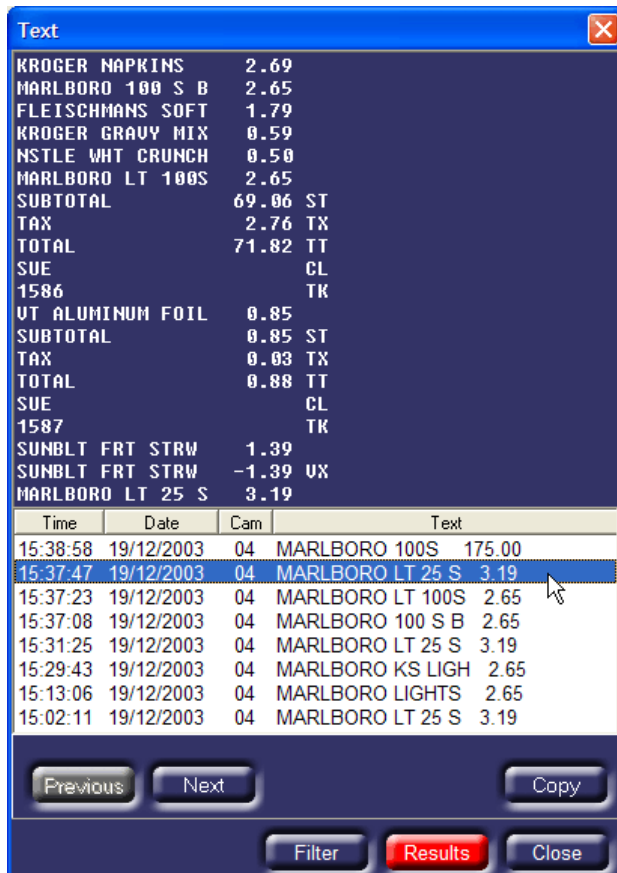 Text
KROGER NAPKINS 2.69
MARLBORO 100 S B 2.65
FLEISCHMANS SOFT 1.79
KROGER GRAVY MIX 0.59
NSTLE WHT CRUNCH 0.50
MARLBORO LT 100S 2.65
SUBTOTAL 69.06 ST
TAX 2.76 TX
TOTAL 71.82 TT
SUE CL
1586 TK
VT ALUMINUM FOIL 0.85
SUBTOTAL 0.85 ST
TAX 0.03 TX
TOTAL 0.88 TT
SUE CL
1587 TK
SUNBLT FRT STRW 1.39
SUNBLT FRT STRW -1.39 VX
MARLBORO LT 25 S 3.19
Time Date Cam Text
15:38:58 19/12/2003 04 MARLBORO 100S 175.00
15:37:47 19/12/2003 04 MARLBORO LT 25 S 3.19
15:37:23 19/12/2003 04 MARLBORO LT 100S 2.65
15:37:08 19/12/2003 04 MARLBORO 100 S B 2.65
15:31:25 19/12/2003 04 MARLBORO LT 25 S 3.19
15:29:43 19/12/2003 04 MARLBORO KS LIGH 2.65
15:13:06 19/12/2003 04 MARLBORO LIGHTS 2.65
15:02:11 19/12/2003 04 MARLBORO LT 25 S 3.19
Previous Next Copy
Filter Results Close